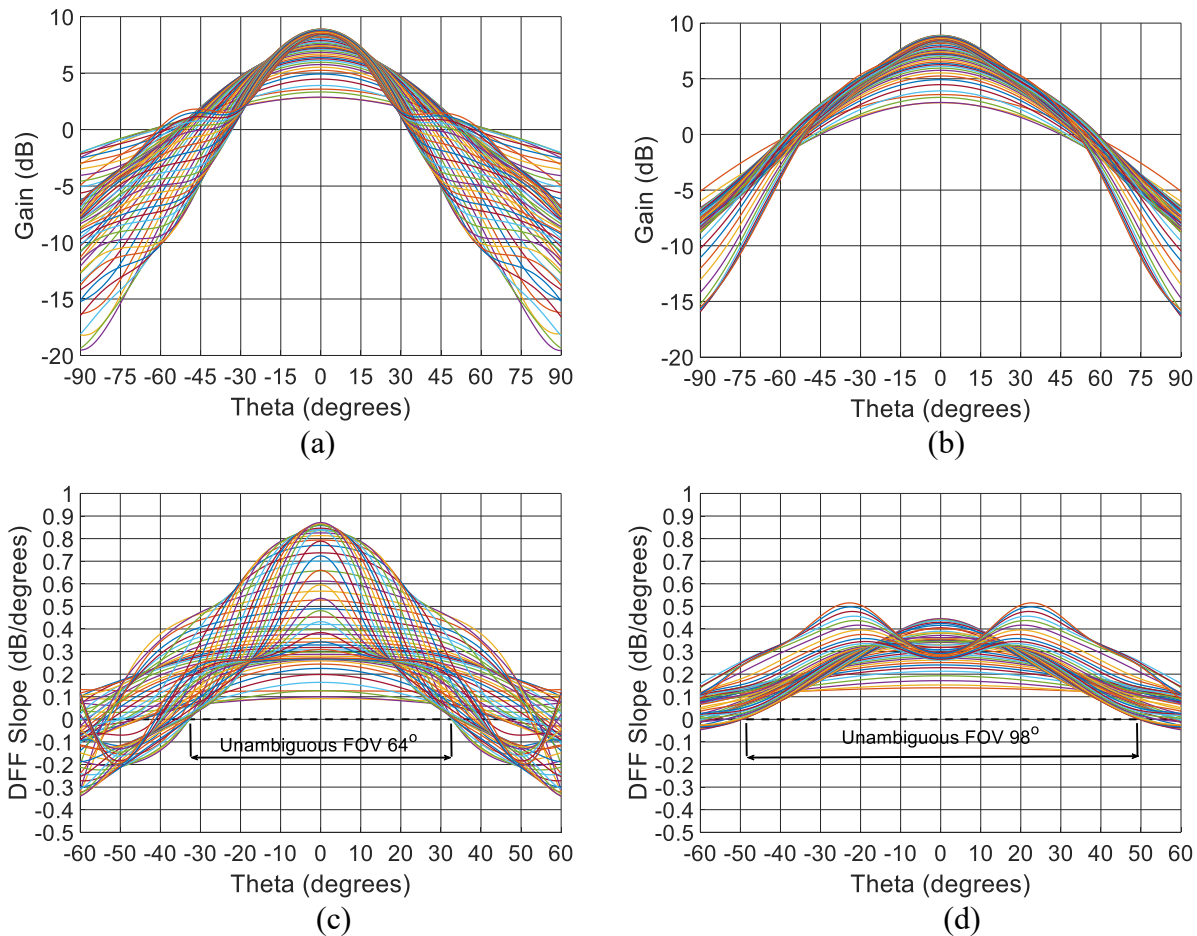 10
5
0
-5
-10
-15
-20
Gain (dB)
-90 -75 -60 -45 -30 -15 0 15 30 45 60 75 90
Theta (degrees)
(a)
10
5
0
-5
-10
-15
-20
Gain (dB)
-90 -75 -60 -45 -30 -15 0 15 30 45 60 75 90
Theta (degrees)
(b)
1
0.9
0.8
0.7
0.6
0.5
0.4
0.3
0.2
0.1
0
-0.1
-0.2
-0.3
-0.4
-0.5
DFF Slope (dB/degrees)
Unambiguous FOV 64o
-60 -50 -40 -30 -20 -10 0 10 20 30 40 50 60
Theta (degrees)
(c)
1
0.9
0.8
0.7
0.6
0.5
0.4
0.3
0.2
0.1
0
-0.1
-0.2
-0.3
-0.4
-0.5
DFF Slope (dB/degrees)
Unambiguous FOV 98o
-60 -50 -40 -30 -20 -10 0 10 20 30 40 50 60
Theta (degrees)
(d)